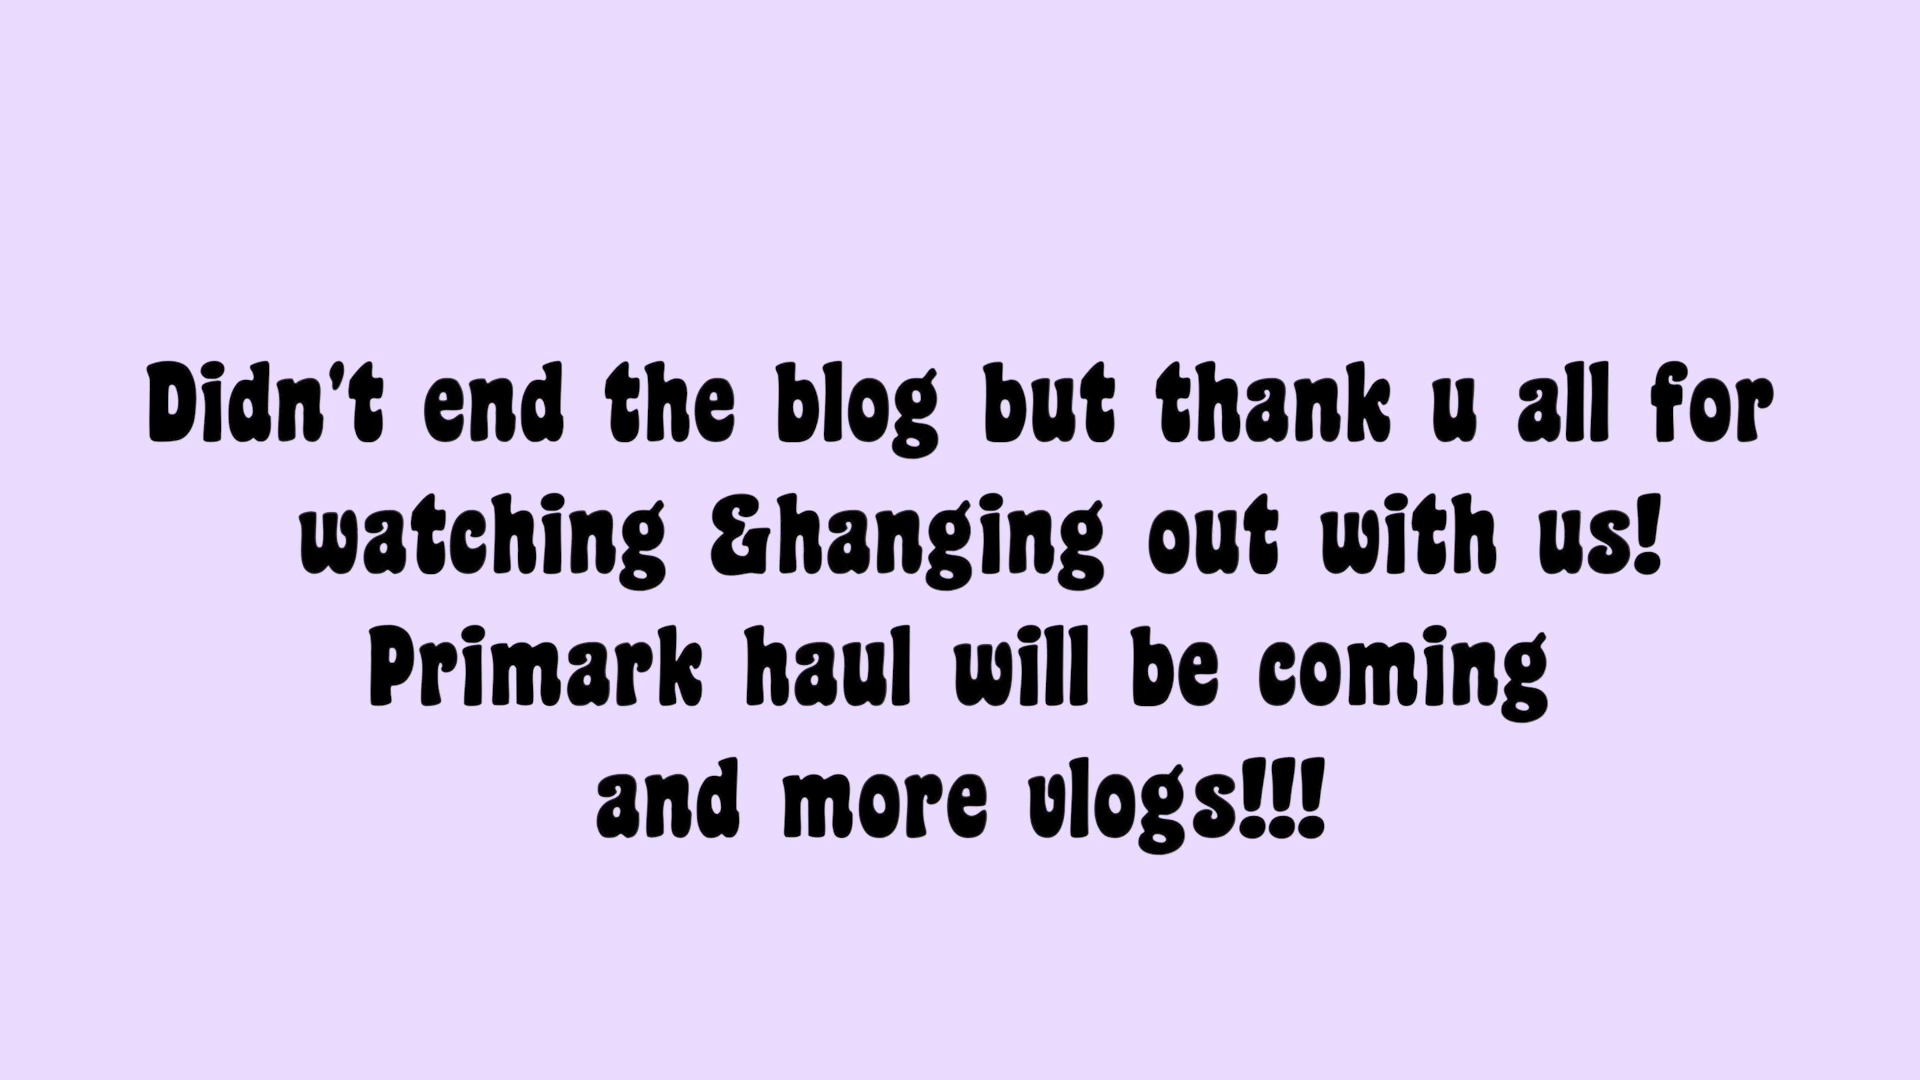 Didn't end the blog but thank u all for
watching &hanging out with us!
Primark haul will be coming
and more vlogs!!!